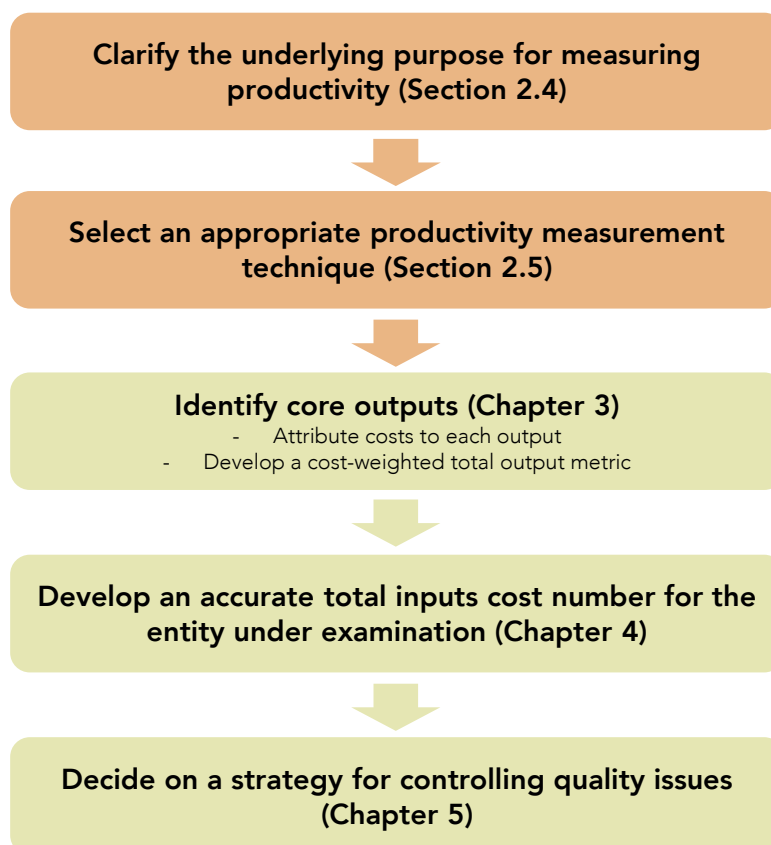 Clarify the underlying purpose for measuring
productivity (Section 2.4)
Select an appropriate productivity measurement
technique (Section 2.5)
Identify core outputs (Chapter 3)
- Attribute costs to each output
- Develop a cost-weighted total output metric
Develop an accurate total inputs cost number for the
entity under examination (Chapter 4)
Decide on a strategy for controlling quality issues
(Chapter 5)